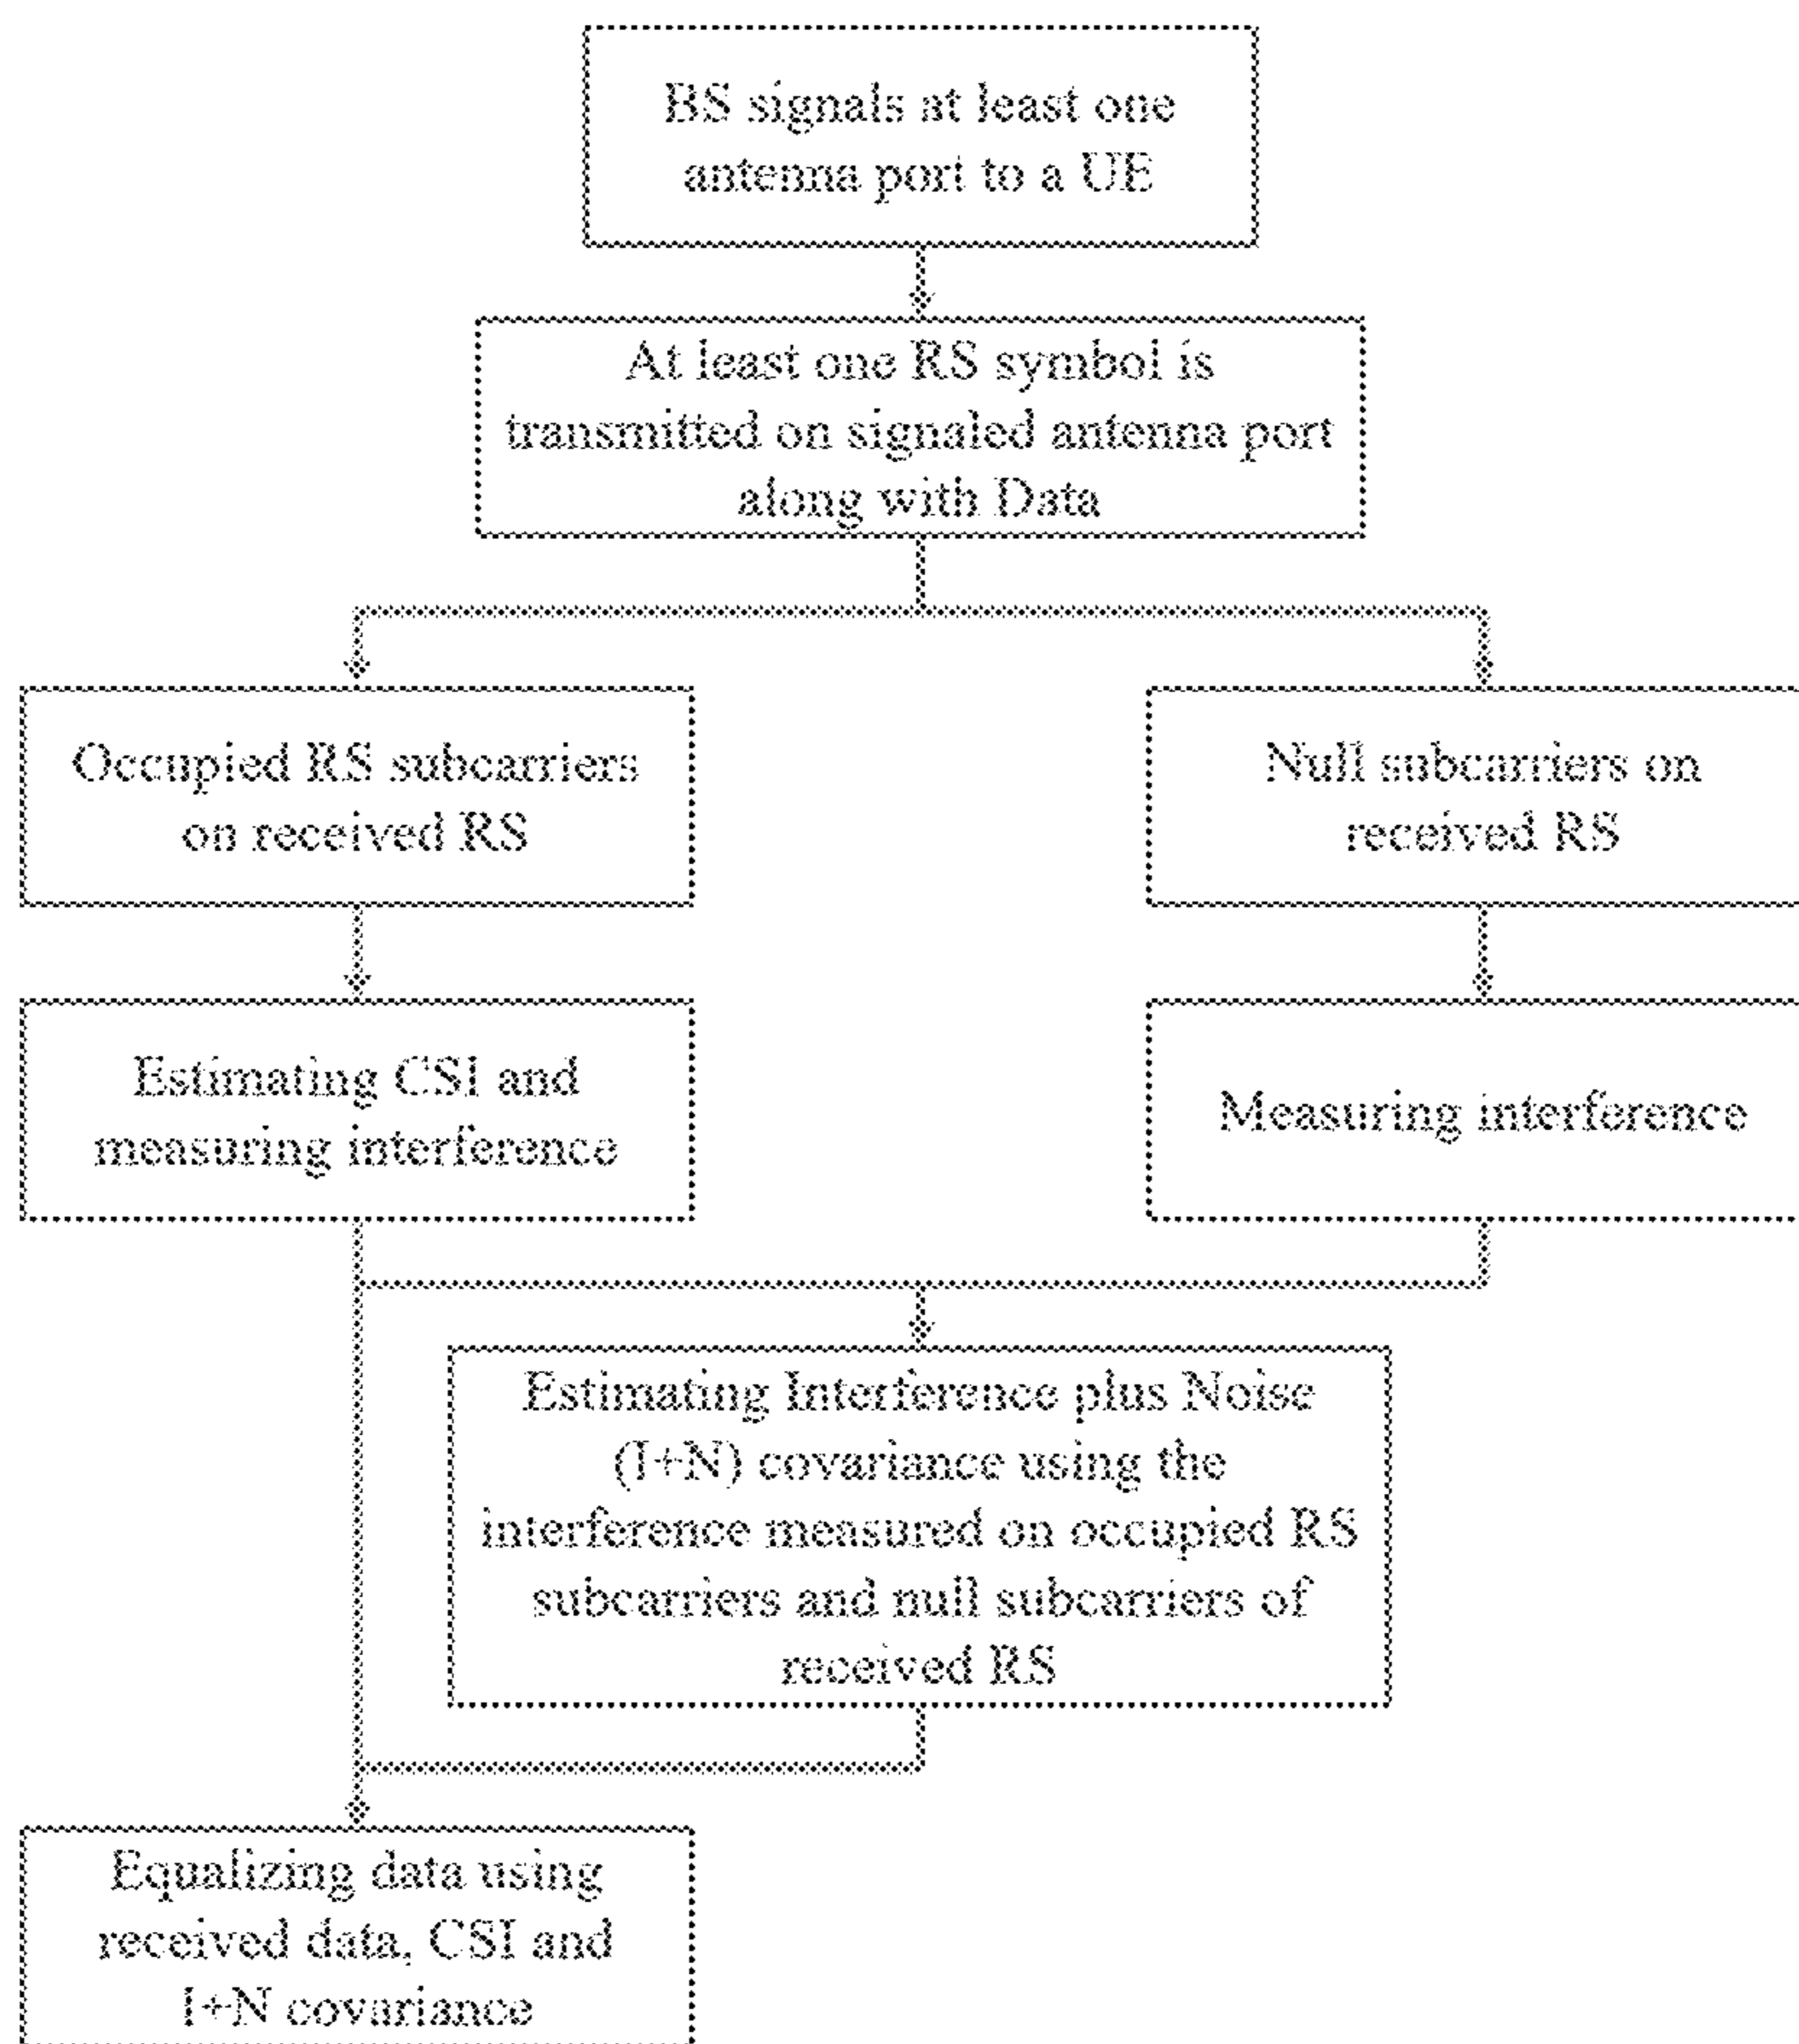 BS signals at least one
antenna port to a UE
At least one RS symbol is
transmitted on signaled antenna port
along with Data
Occupied RS subcarriers
on received RS
Null subcarriers on
received RS
Estimating CSI and
measuring interference
Measuring interference
Estimating Interference plus Noise
(I+N) covariance using the
interference measured on occupied RS
subcarriers and null subcarriers of
received RS
Equalizing data using
received data, CSI and
I+N covariance